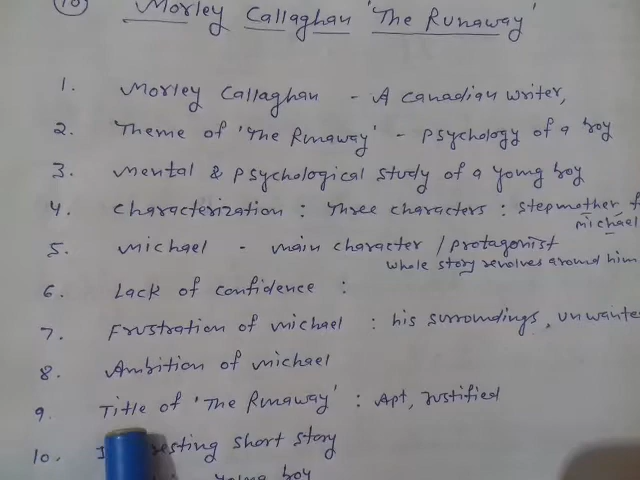 10 Morley Callaghan 'The Runaway'
1. Morley Callaghan - A Canadian writer,
2. Theme of 'The Runaway' - Psychology of a boy
3. Mental & Psychological study of a young boy
4. Characterization : Three characters : stepmother
Michael
5. Michael - main character / Protagonist
whole story revolves around him
6. Lack of confidence :
7. Frustration of Michael : his surroundings,
8. Ambition of Michael
9. Title of 'The Runaway' : Apt, Justified
10. short story
young boy